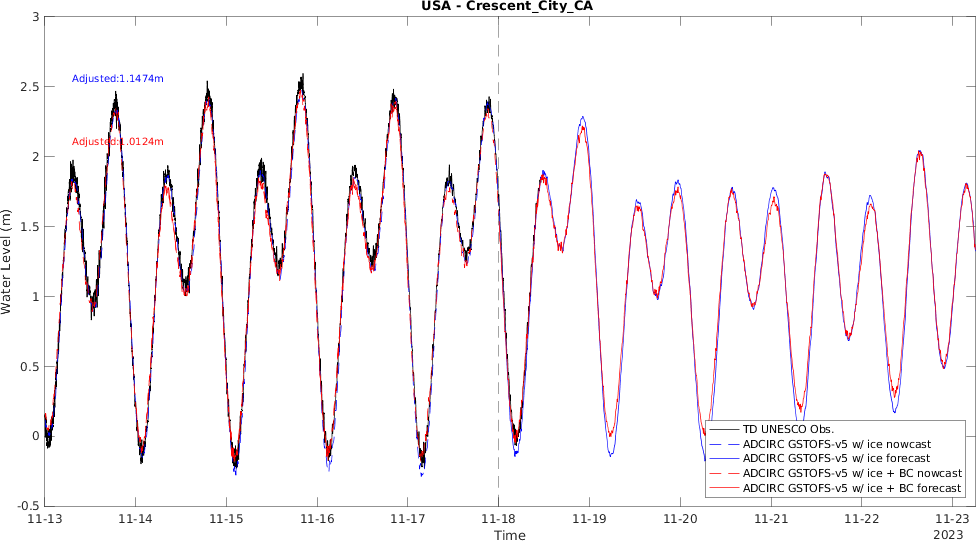 USA - Crescent_City_CA
3
2.5
2
1.5
1
0.5
0
-0.5
Water Level (m)
Adjusted:1.1474m
Adjusted:1.0124m
TD UNESCO Obs.
ADCIRC GSTOFS-v5 w/ ice nowcast
ADCIRC GSTOFS-v5 w/ ice forecast
ADCIRC GSTOFS-v5 w/ ice + BC nowcast
ADCIRC GSTOFS-v5 w/ ice + BC forecast
11-13 11-14 11-15 11-16 11-17 11-18 11-19 11-20 11-21 11-22 11-23
Time 2023